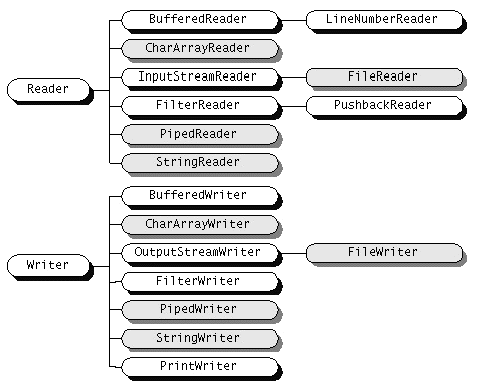 BufferedReader
LineNumberReader
CharArrayReader
Reader
InputStreamReader
FileReader
FilterReader
PushbackReader
PipedReader
StringReader
BufferedWriter
CharArrayWriter
Writer
OutputStreamWriter
FileWriter
FilterWriter
PipedWriter
StringWriter
PrintWriter